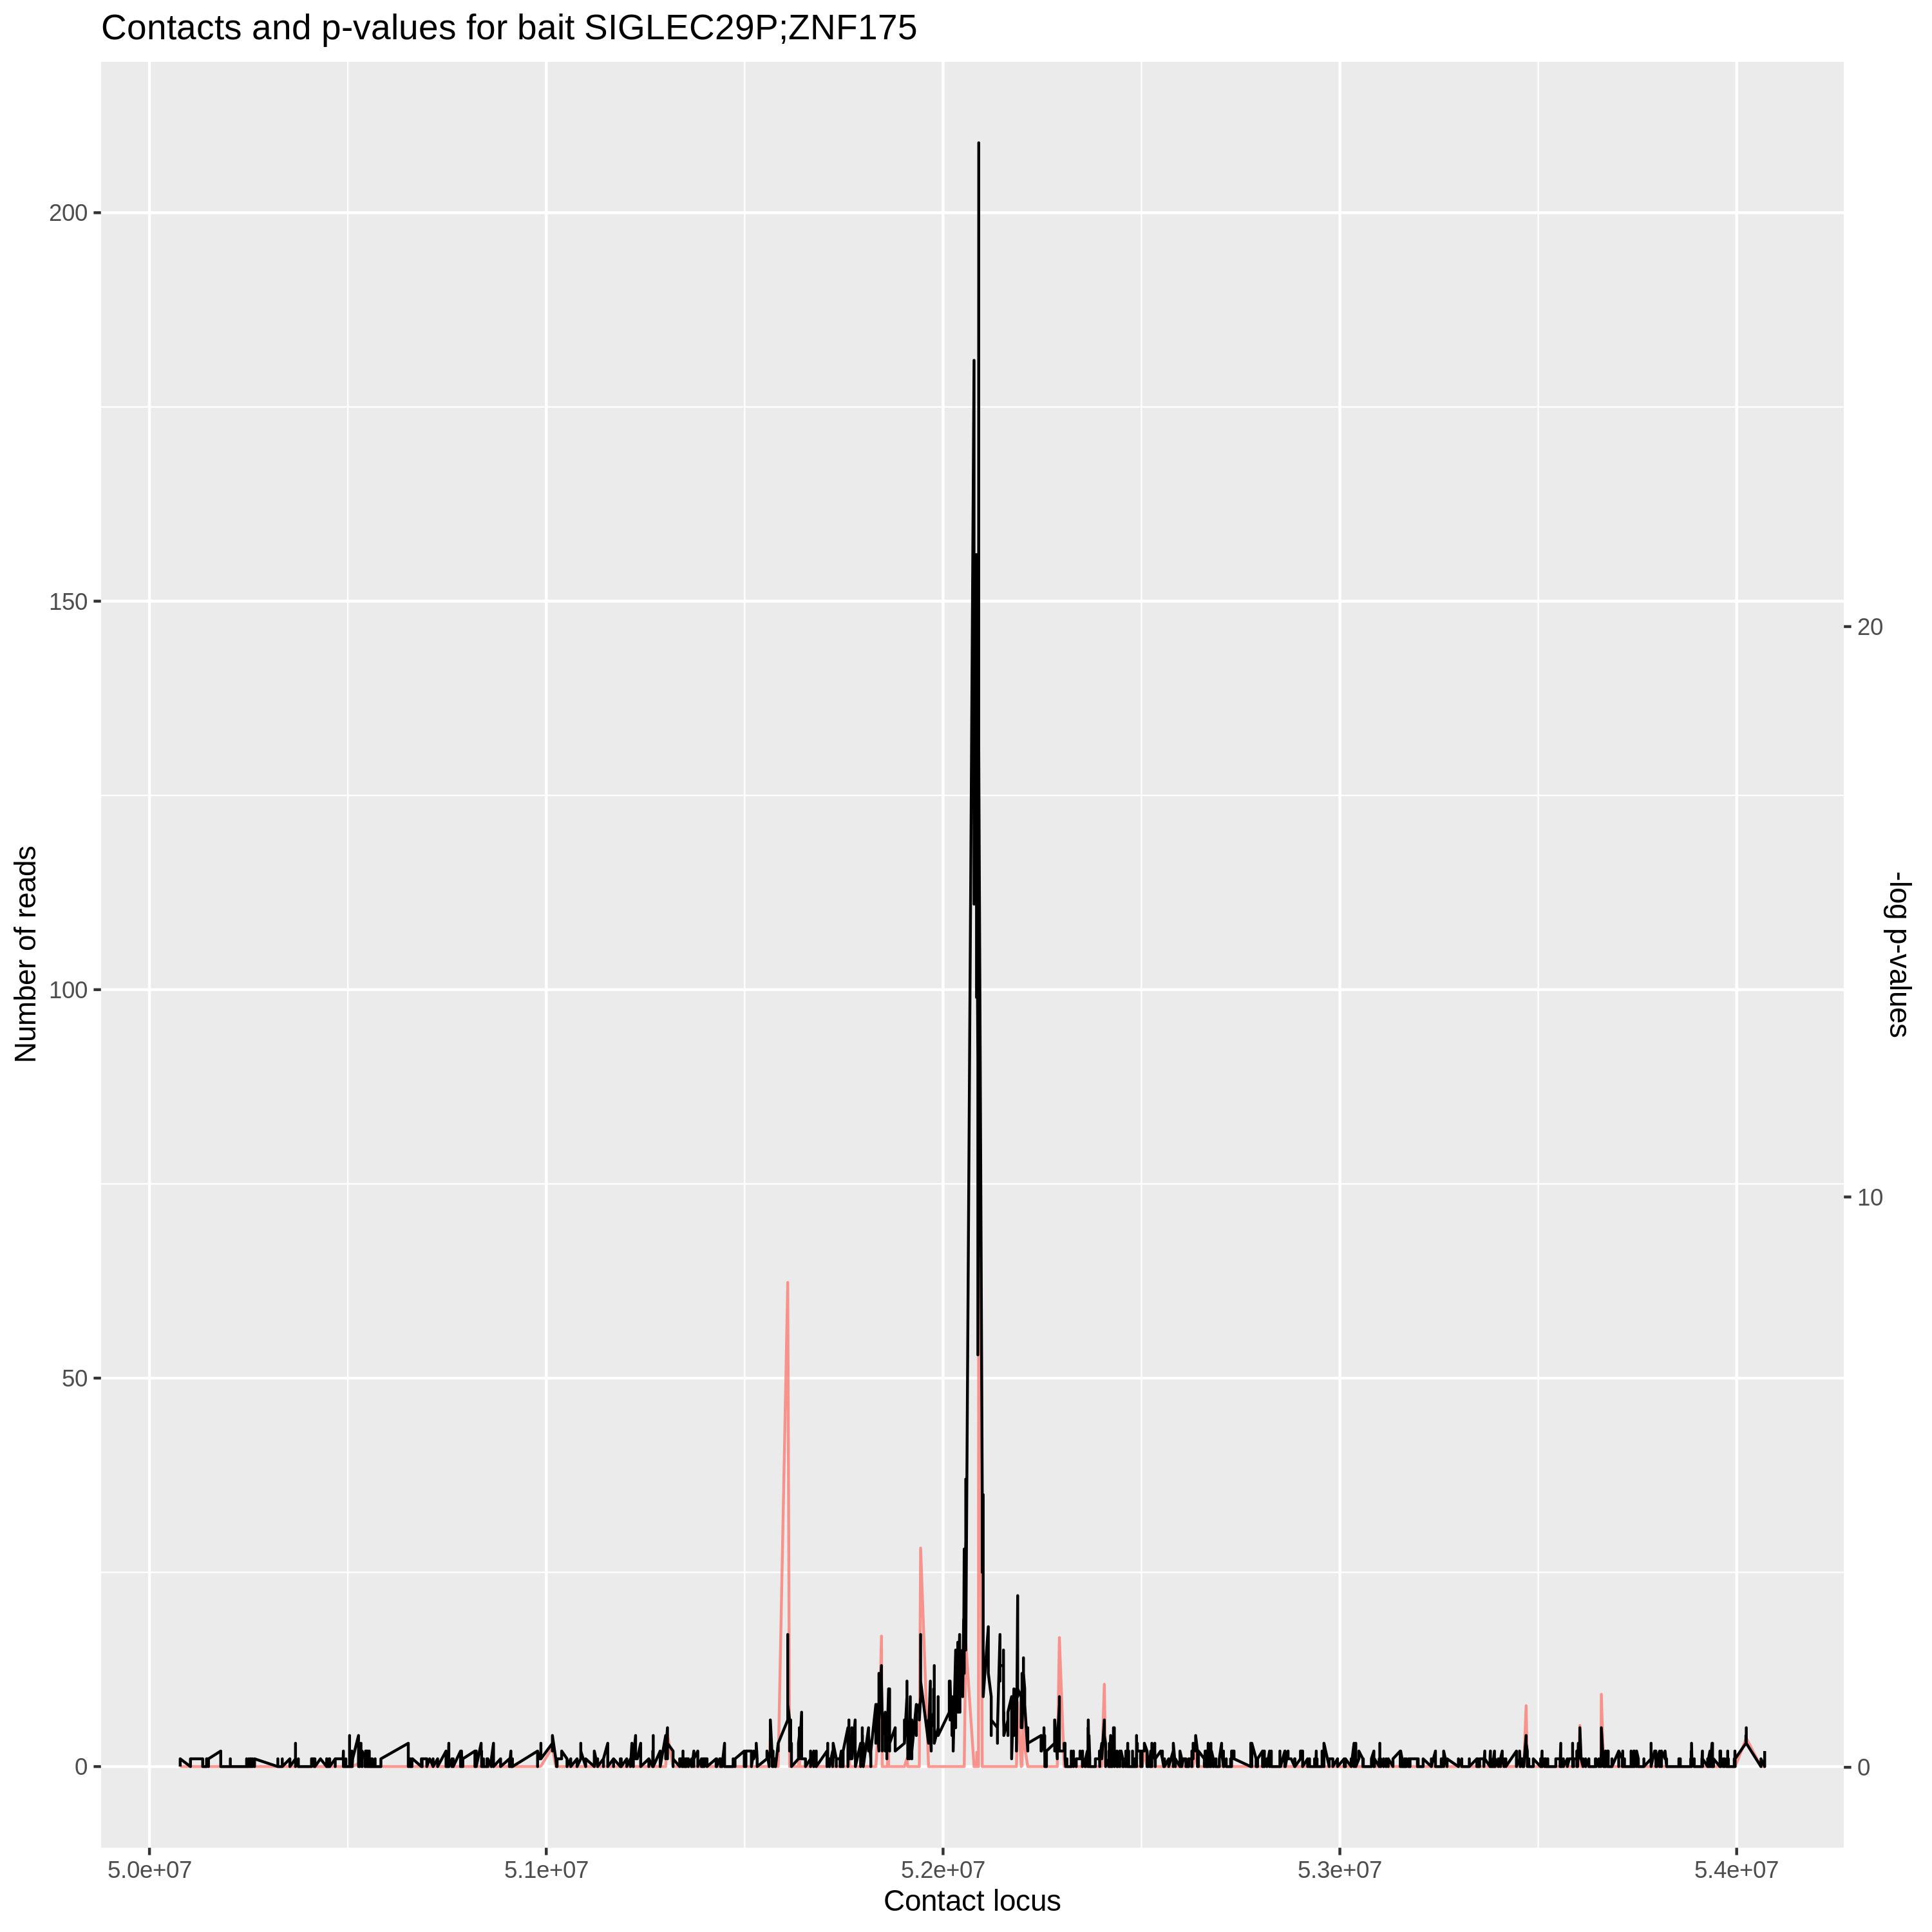 Contacts and p-values for bait SIGLEC29P;ZNF175
200
150
100
50
0
Number of reads
20
10
0
-log p-values
5.0e+07
5.1e+07
5.2e+07
5.3e+07
5.4e+07
Contact locus